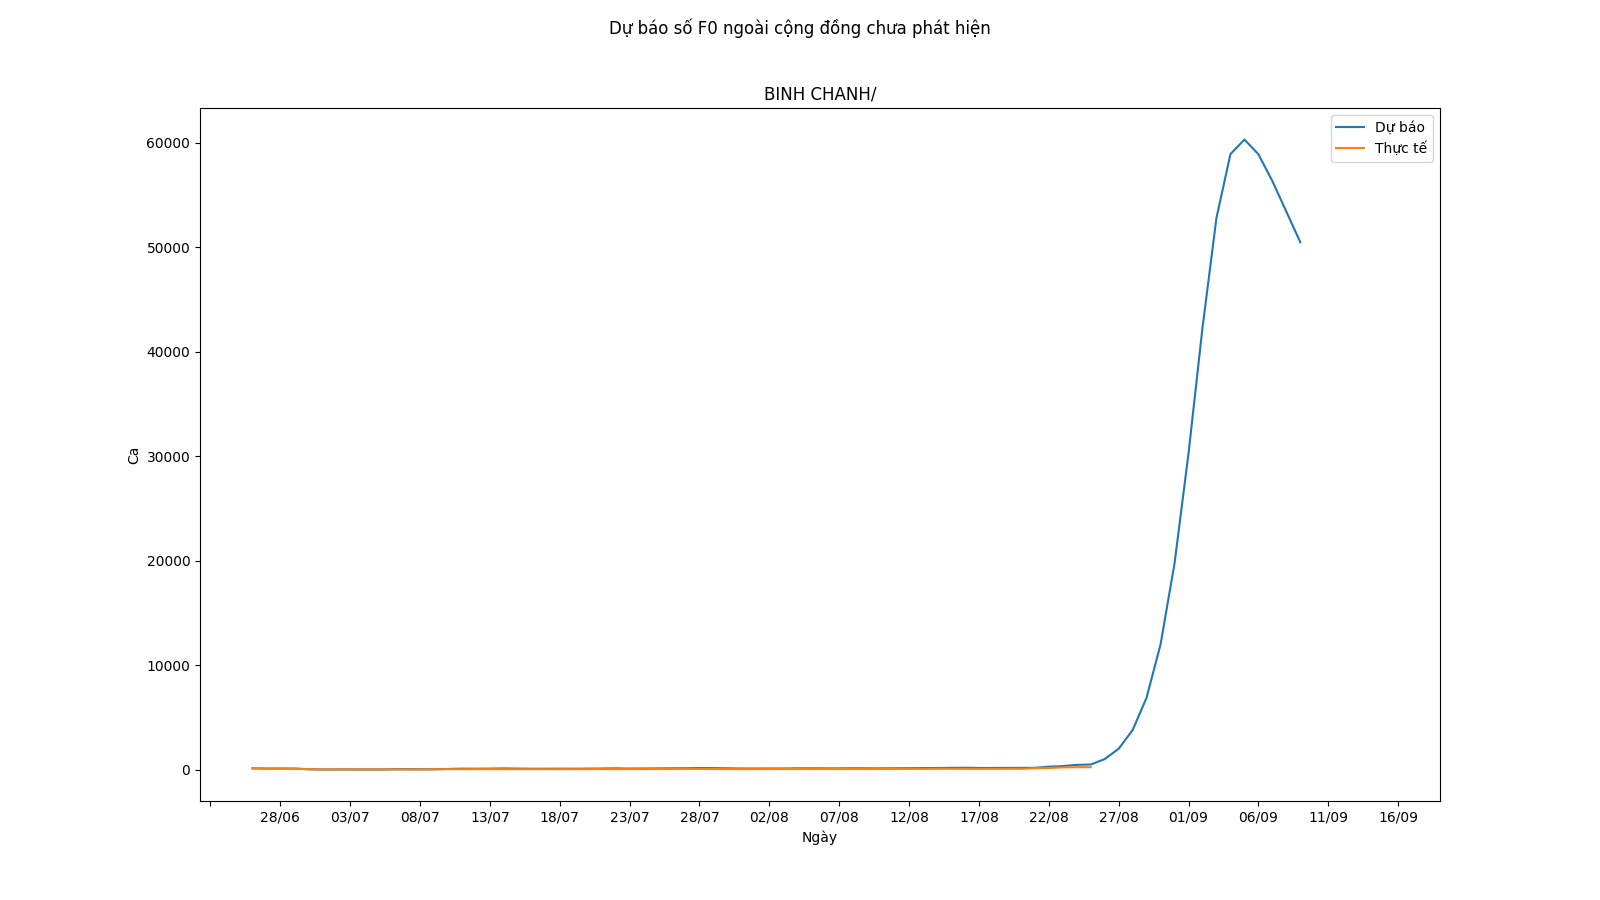 Dự báo số F0 ngoài cộng đồng chưa phát hiện
BINH CHANH/
Dự báo
Thực tế
60000
50000
40000
30000
20000
10000
0
Ca
28/06 03/07 08/07 13/07 18/07 23/07 28/07 02/08 07/08 12/08 17/08 22/08 27/08 01/09 06/09 11/09 16/09
Ngày